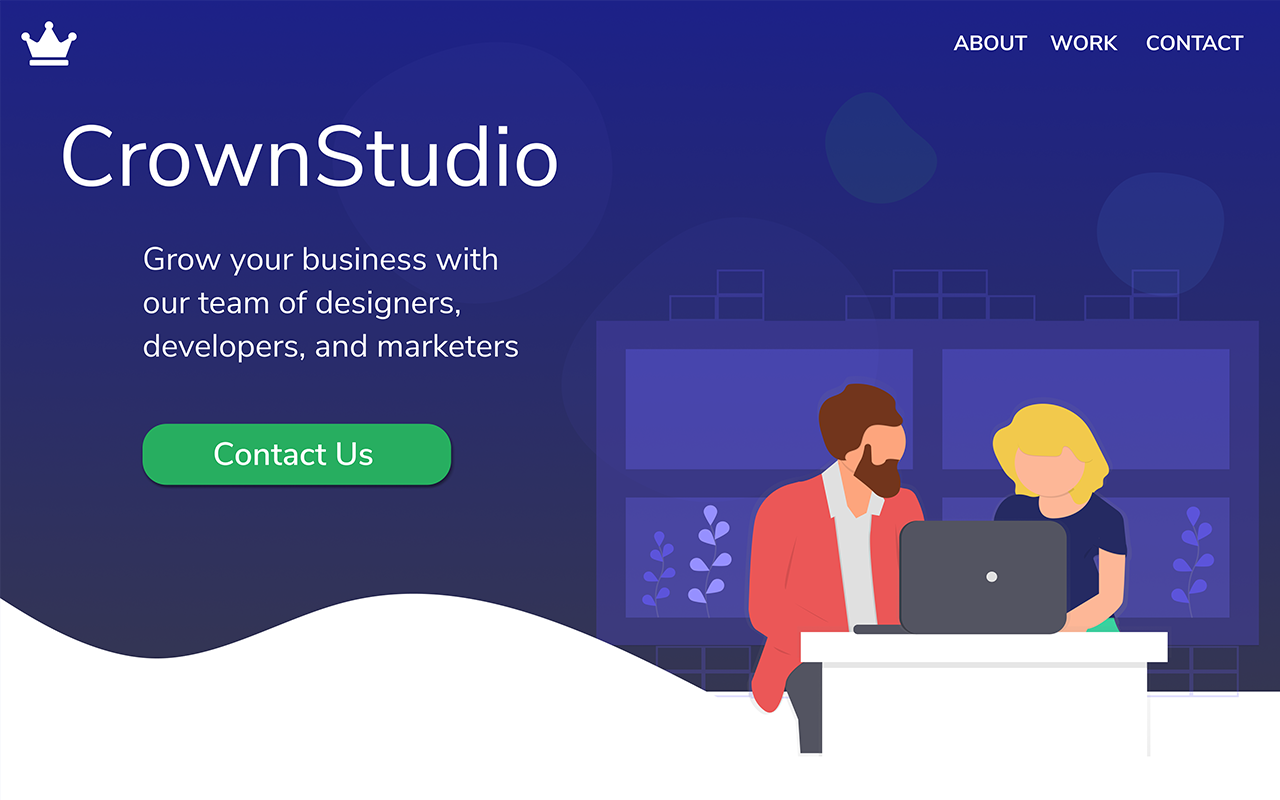 ABOUT WORK CONTACT
CrownStudio
Grow your business with
our team of designers,
developers, and marketers
Contact Us